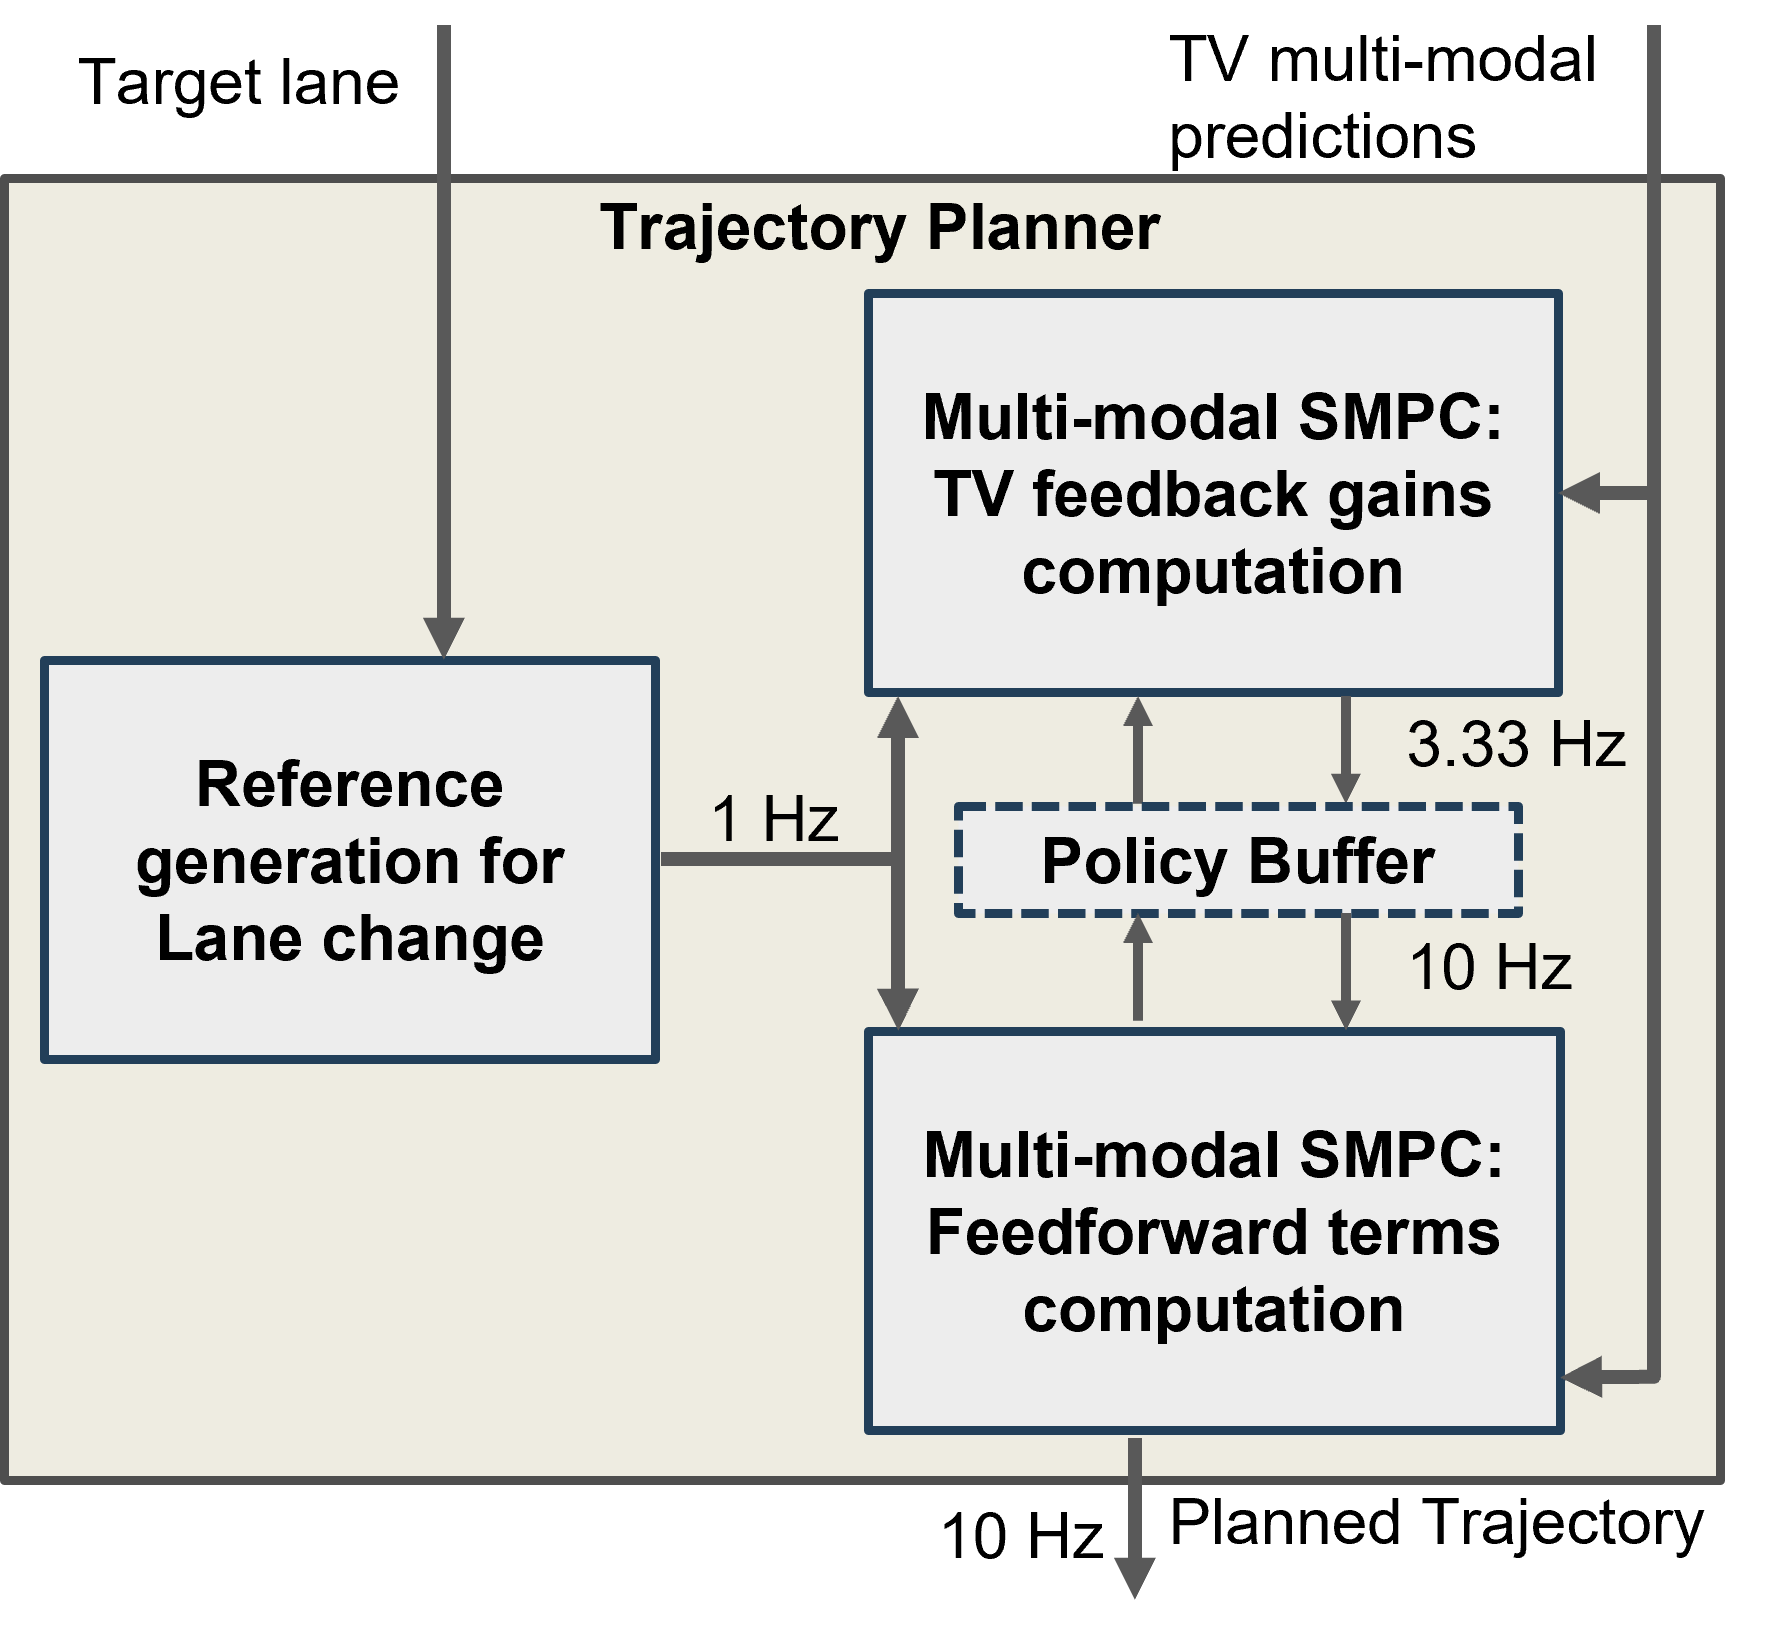 Target lane
TV multi-modal
predictions
Trajectory Planner
Multi-modal SMPC:
TV feedback gains
computation
3.33 Hz
Reference
generation for
Lane change
1 Hz
Policy Buffer
10 Hz
Multi-modal SMPC:
Feedforward terms
computation
10 Hz
Planned Trajectory